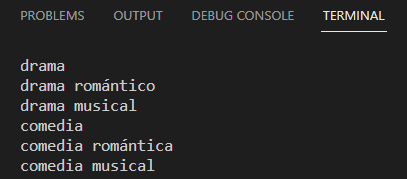 PROBLEMS OUTPUT DEBUG CONSOLE TERMINAL
drama
drama romántico
drama musical
comedia
comedia romántica
comedia musical